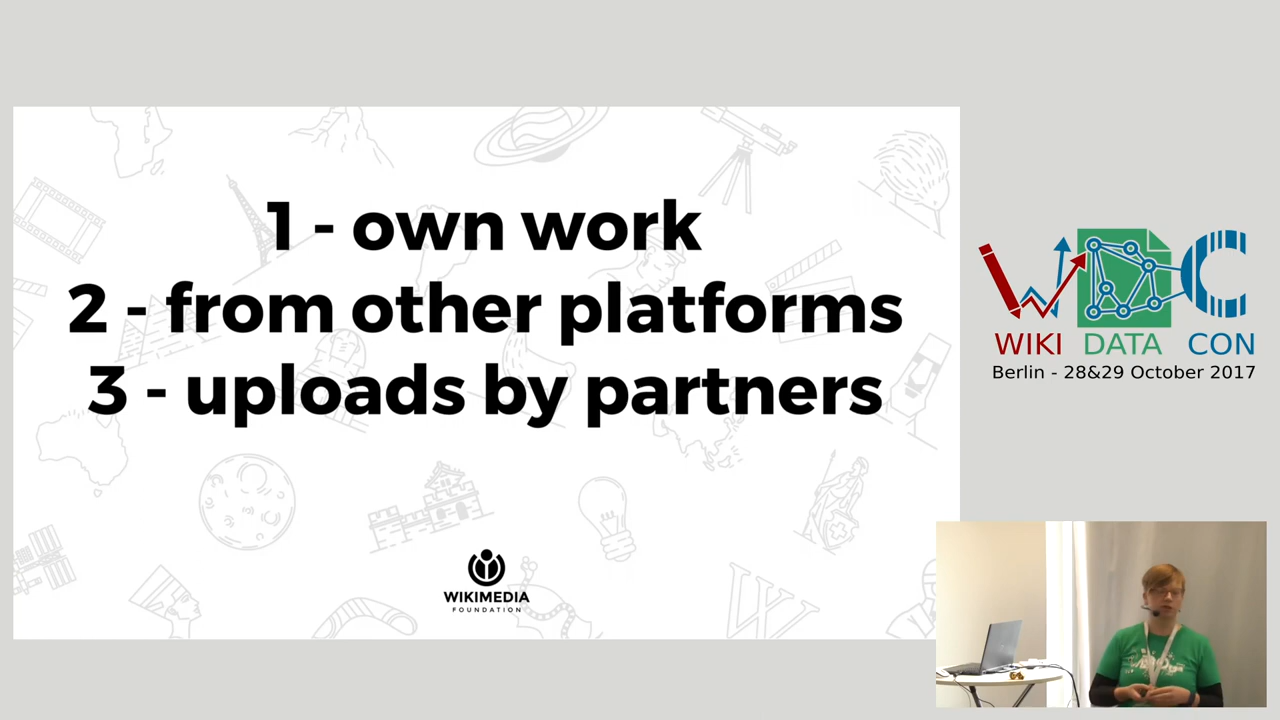 1 - own work
2 - from other platforms
3 - uploads by partners
WIKIMEDIA
FOUNDATION
WIKI DATA CON
Berlin - 28&29 October 2017